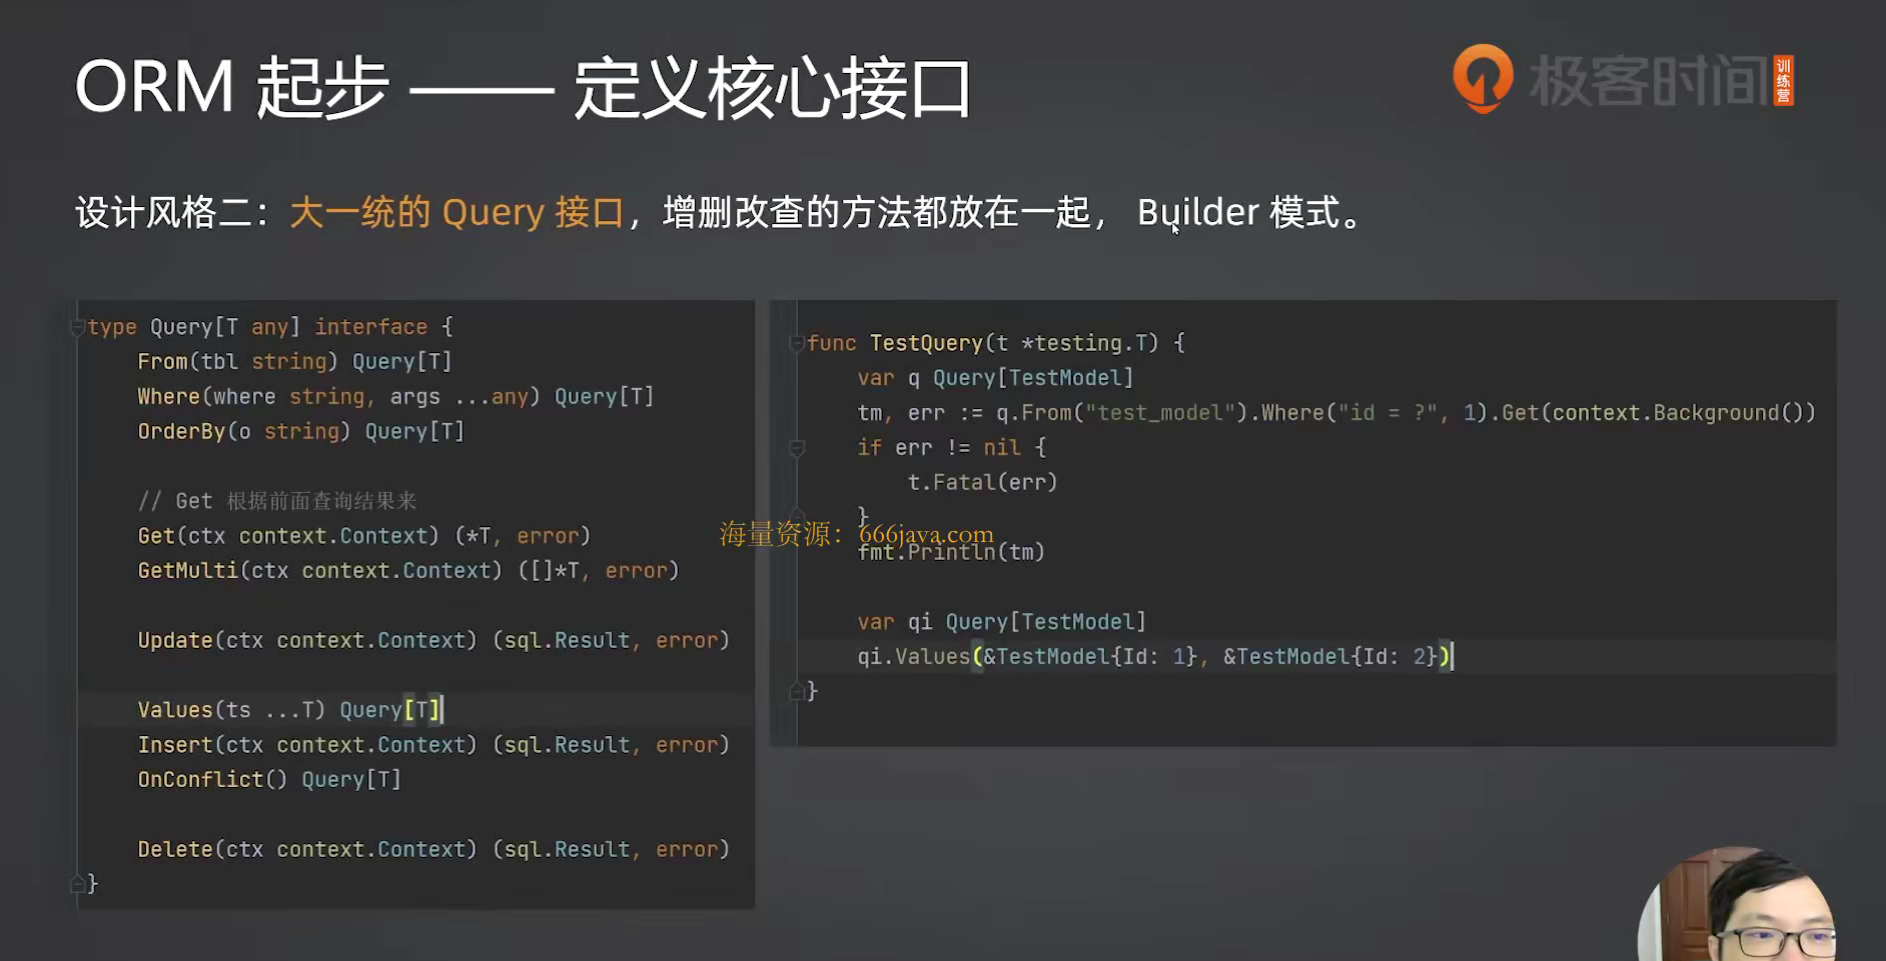 ORM 起步 —— 定义核心接口
极客时间 训练营
设计风格二：大一统的 Query 接口，增删改查的方法都放在一起， Builder 模式。
type Query[T any] interface {
From(tbl string) Query[T]
Where(where string, args ...any) Query[T]
OrderBy(o string) Query[T]
// Get 根据前面查询结果来
Get(ctx context.Context) (*T, error)
GetMulti(ctx context.Context) ([]*T, error)
Update(ctx context.Context) (sql.Result, error)
Values(ts ...T) Query[T]
Insert(ctx context.Context) (sql.Result, error)
OnConflict() Query[T]
Delete(ctx context.Context) (sql.Result, error)
}
func TestQuery(t *testing.T) {
var q Query[TestModel]
tm, err := q.From("test_model").Where("id = ?", 1).Get(context.Background())
if err != nil {
t.Fatal(err)
}
fmt.Println(tm)
var qi Query[TestModel]
qi.Values(&TestModel{Id: 1}, &TestModel{Id: 2})
}
海量资源：666java.com